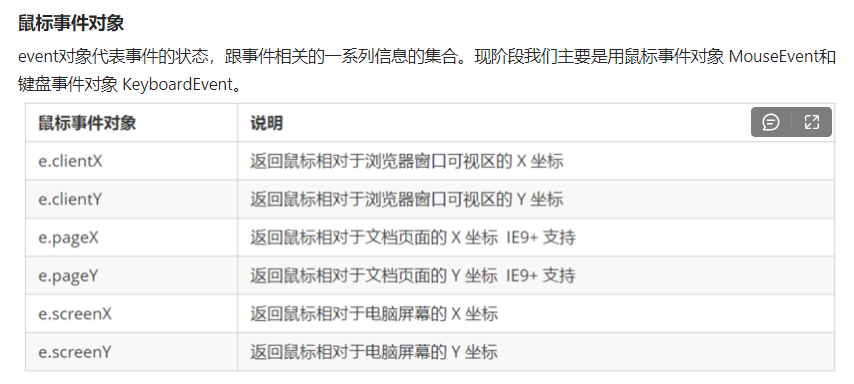 鼠标事件对象
event对象代表事件的状态，跟事件相关的一系列信息的集合。现阶段我们主要是用鼠标事件对象 MouseEvent和
键盘事件对象 KeyboardEvent。
鼠标事件对象 说明
e.clientX 返回鼠标相对于浏览器窗口可视区的 X 坐标
e.clientY 返回鼠标相对于浏览器窗口可视区的 Y 坐标
e.pageX 返回鼠标相对于文档页面的 X 坐标 IE9+ 支持
e.pageY 返回鼠标相对于文档页面的 Y 坐标 IE9+ 支持
e.screenX 返回鼠标相对于电脑屏幕的 X 坐标
e.screenY 返回鼠标相对于电脑屏幕的 Y 坐标